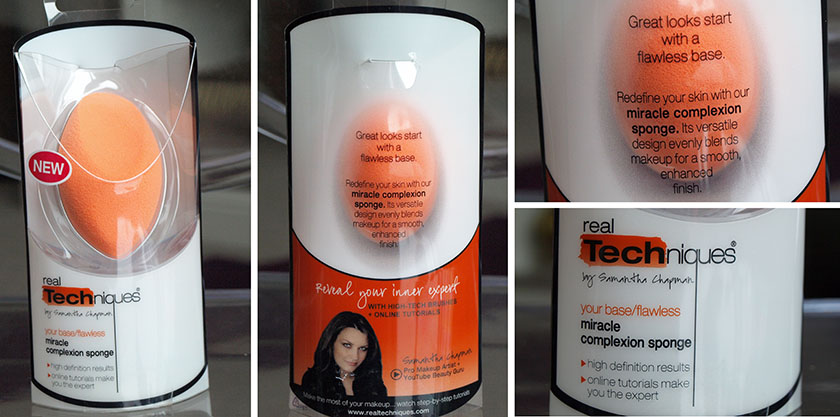 NEW
real
Techniques®
by Samantha Chapman
your base/flawless
miracle
complexion sponge
high definition results
online tutorials make
you the expert
Great looks start
with a
flawless base.
Redefine your skin with our
miracle complexion
sponge. Its versatile
design evenly blends
makeup for a smooth,
enhanced
finish.
Reveal your inner expert
WITH HIGH-TECH BRUSHES
+ ONLINE TUTORIALS
Samantha Chapman
Pro Makeup Artist +
YouTube Beauty Guru
Make the most of your makeup... watch step-by-step tutorials
www.realtechniques.com
Great looks start
with a
flawless base.
Redefine your skin with our
miracle complexion
sponge. Its versatile
design evenly blends
makeup for a smooth,
enhanced
finish.
real
Techniques®
by Samantha Chapman
your base/flawless
miracle
complexion sponge
high definition results
online tutorials make
you the expert